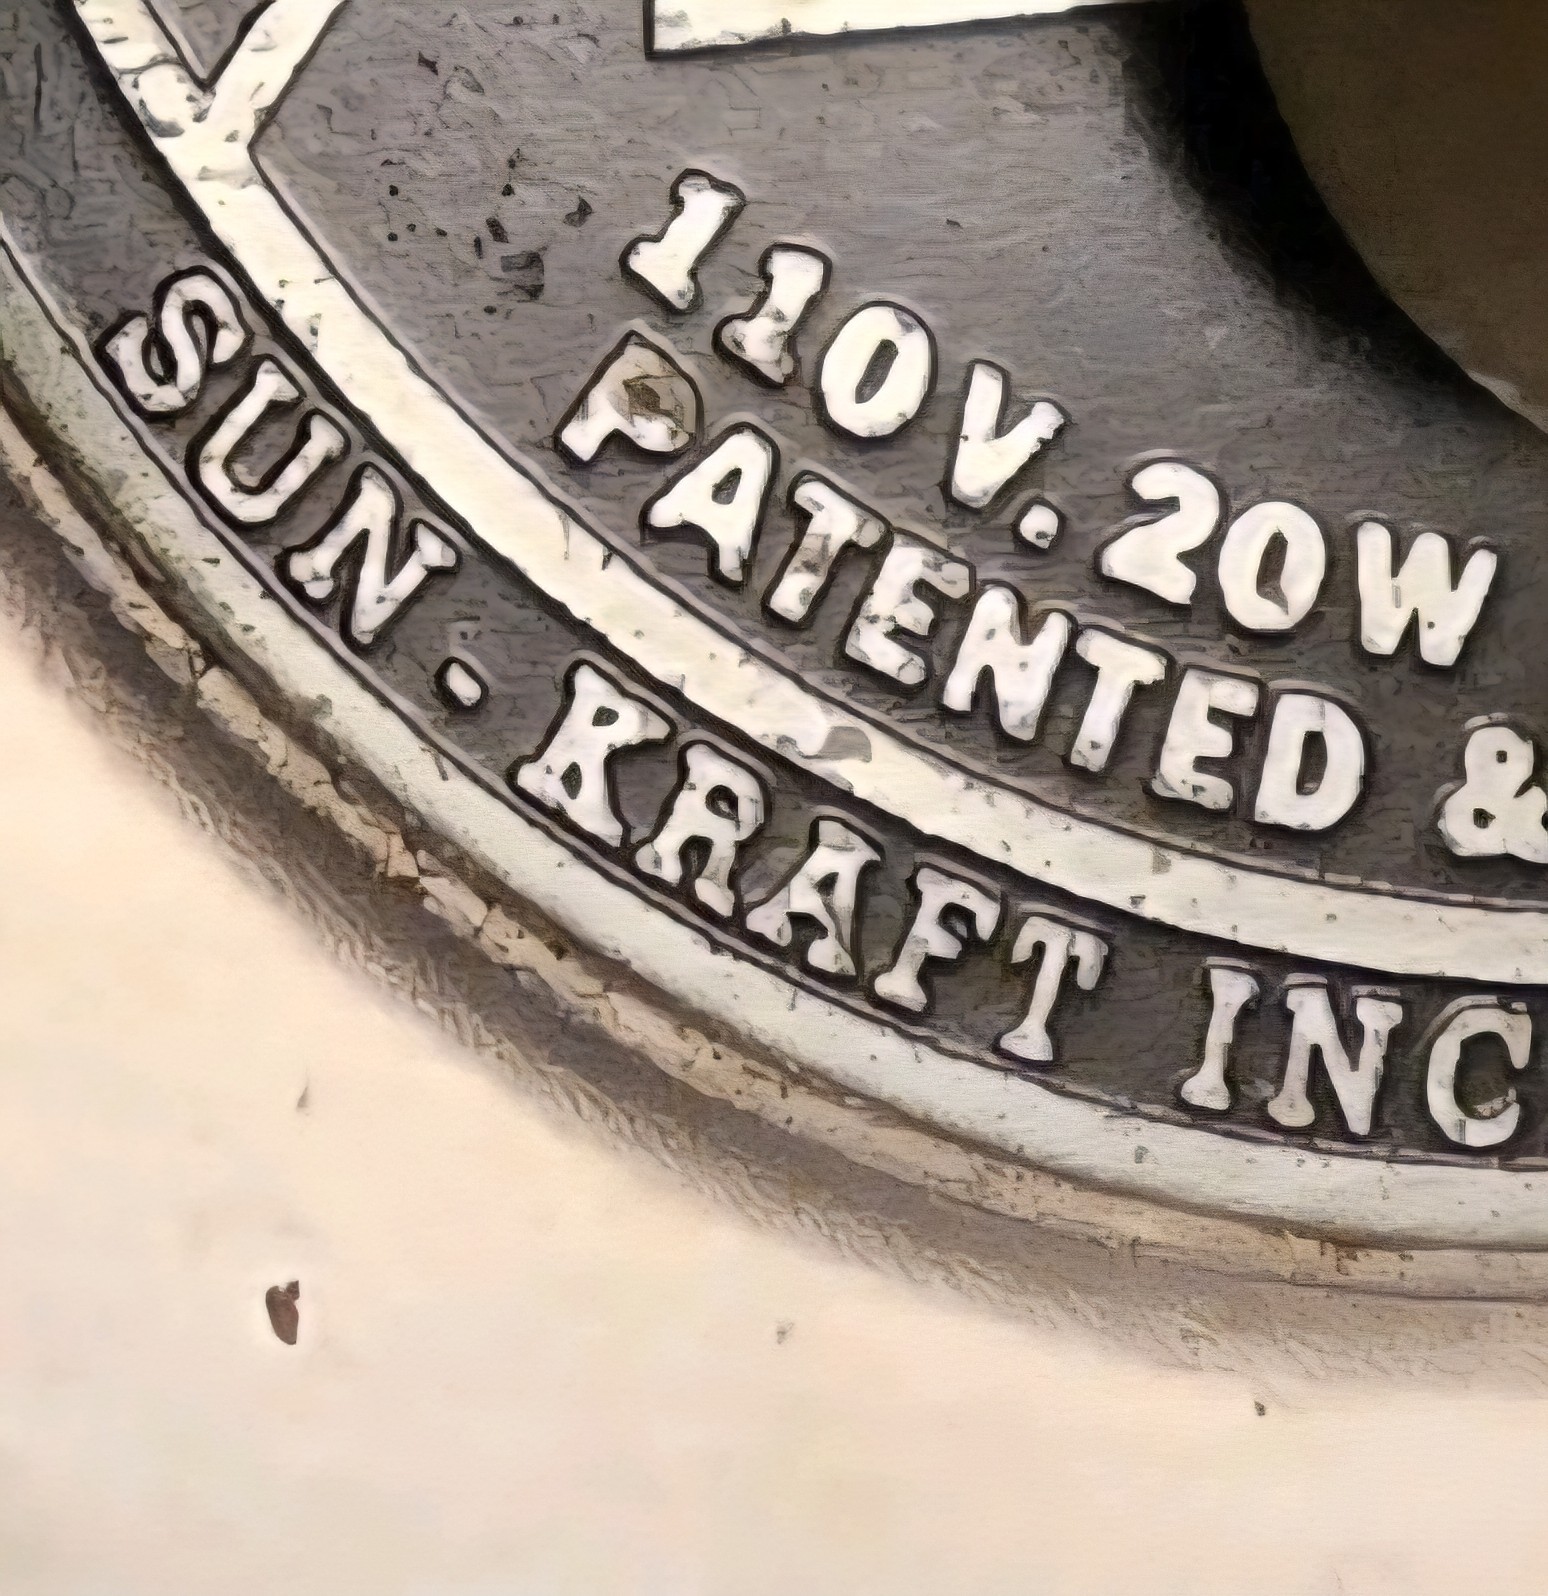 110V. 20W
PATENTED &
SUN · KRAFT INC